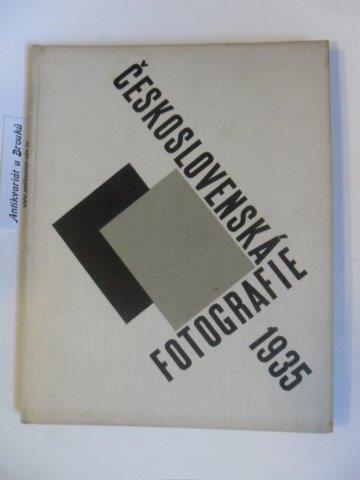 ČESKOSLOVENSKÁ
FOTOGRAFIE
1935
Antikvariát u Brouků